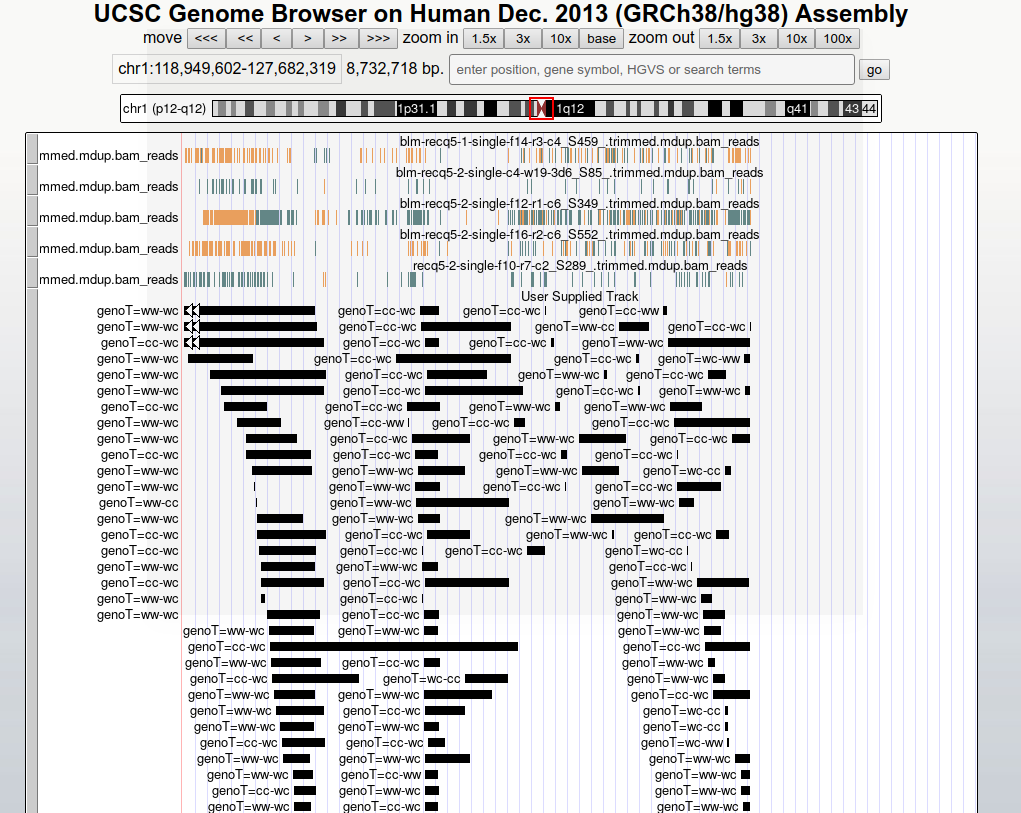 UCSC Genome Browser on Human Dec. 2013 (GRCh38/hg38) Assembly
move <<< << < > >> >>> zoom in 1.5x 3x 10x base zoom out 1.5x 3x 10x 100x
chr1:118,949,602-127,682,319 8,732,718 bp. enter position, gene symbol, HGVS or search terms go
chr1 (p12-q12) 1p31.1 1q12 q41 43 44
blm-recq5-1-single-f14-r3-c4_S459_.trimmed.mdup.bam_reads
mmed.mdup.bam_reads
blm-recq5-2-single-c4-w19-3d6_S85_.trimmed.mdup.bam_reads
mmed.mdup.bam_reads
blm-recq5-2-single-f12-r1-c6_S349_.trimmed.mdup.bam_reads
mmed.mdup.bam_reads
blm-recq5-2-single-f16-r2-c6_S552_.trimmed.mdup.bam_reads
mmed.mdup.bam_reads
recq5-2-single-f10-r7-c2_S289_.trimmed.mdup.bam_reads
mmed.mdup.bam_reads
User Supplied Track
genoT=ww-wc genoT=cc-wc genoT=cc-wc genoT=cc-ww
genoT=ww-wc genoT=cc-wc genoT=ww-cc genoT=cc-wc
genoT=cc-wc genoT=cc-wc genoT=cc-wc genoT=ww-wc
genoT=ww-wc genoT=cc-wc genoT=cc-wc genoT=wc-ww
genoT=ww-wc genoT=cc-wc genoT=ww-wc genoT=cc-wc
genoT=ww-wc genoT=cc-wc genoT=cc-wc genoT=ww-wc
genoT=cc-wc genoT=cc-wc genoT=ww-wc genoT=ww-wc
genoT=ww-wc genoT=cc-ww genoT=cc-wc genoT=cc-wc
genoT=ww-wc genoT=cc-wc genoT=ww-wc genoT=cc-wc
genoT=cc-wc genoT=cc-wc genoT=cc-wc genoT=cc-wc
genoT=ww-wc genoT=ww-wc genoT=ww-wc genoT=wc-cc
genoT=ww-wc genoT=ww-wc genoT=cc-wc genoT=cc-wc
genoT=ww-cc genoT=ww-wc genoT=ww-wc
genoT=ww-wc genoT=ww-wc genoT=ww-wc
genoT=cc-wc genoT=cc-wc genoT=ww-wc genoT=cc-wc
genoT=cc-wc genoT=cc-wc genoT=cc-wc genoT=wc-cc
genoT=cc-wc genoT=ww-wc genoT=cc-wc
genoT=cc-wc genoT=cc-wc genoT=ww-wc
genoT=ww-wc genoT=cc-wc genoT=ww-wc
genoT=ww-wc genoT=cc-wc genoT=ww-wc
genoT=ww-wc genoT=ww-wc genoT=ww-wc
genoT=cc-wc genoT=cc-wc
genoT=ww-wc genoT=cc-wc genoT=ww-wc
genoT=cc-wc genoT=wc-cc genoT=ww-wc
genoT=ww-wc genoT=ww-wc genoT=cc-wc
genoT=ww-wc genoT=cc-wc genoT=wc-cc
genoT=ww-wc genoT=ww-wc genoT=wc-cc
genoT=cc-wc genoT=cc-wc genoT=wc-ww
genoT=ww-wc genoT=ww-wc genoT=ww-wc
genoT=ww-wc genoT=cc-ww genoT=ww-wc
genoT=cc-wc genoT=cc-wc genoT=ww-wc
genoT=ww-wc genoT=cc-wc genoT=ww-wc